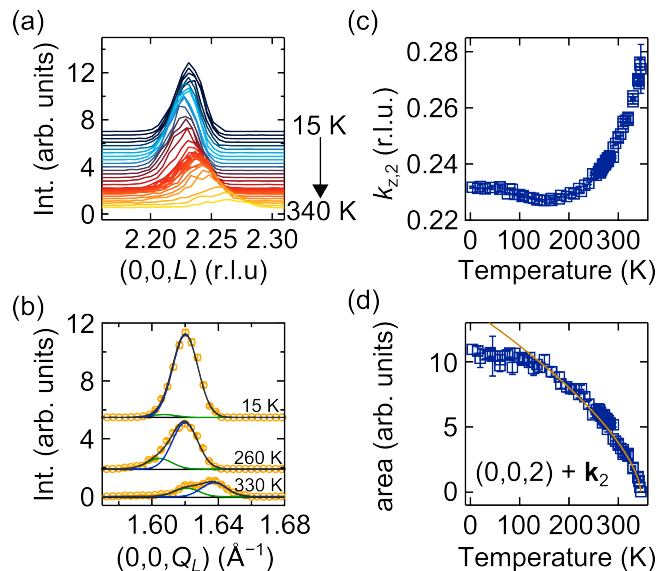 (a)
Int. (arb. units)
12
8
4
0
15 K
340 K
2.20 2.25 2.30
(0,0,L) (r.l.u)
(b)
Int. (arb. units)
12
8
4
0
15 K
260 K
330 K
1.60 1.64 1.68
(0,0,Q_L) (Å⁻¹)
(c)
k_z,2 (r.l.u.)
0.28
0.26
0.24
0.22
0 100 200 300
Temperature (K)
(d)
area (arb. units)
10
5
0
(0,0,2) + k₂
0 100 200 300
Temperature (K)